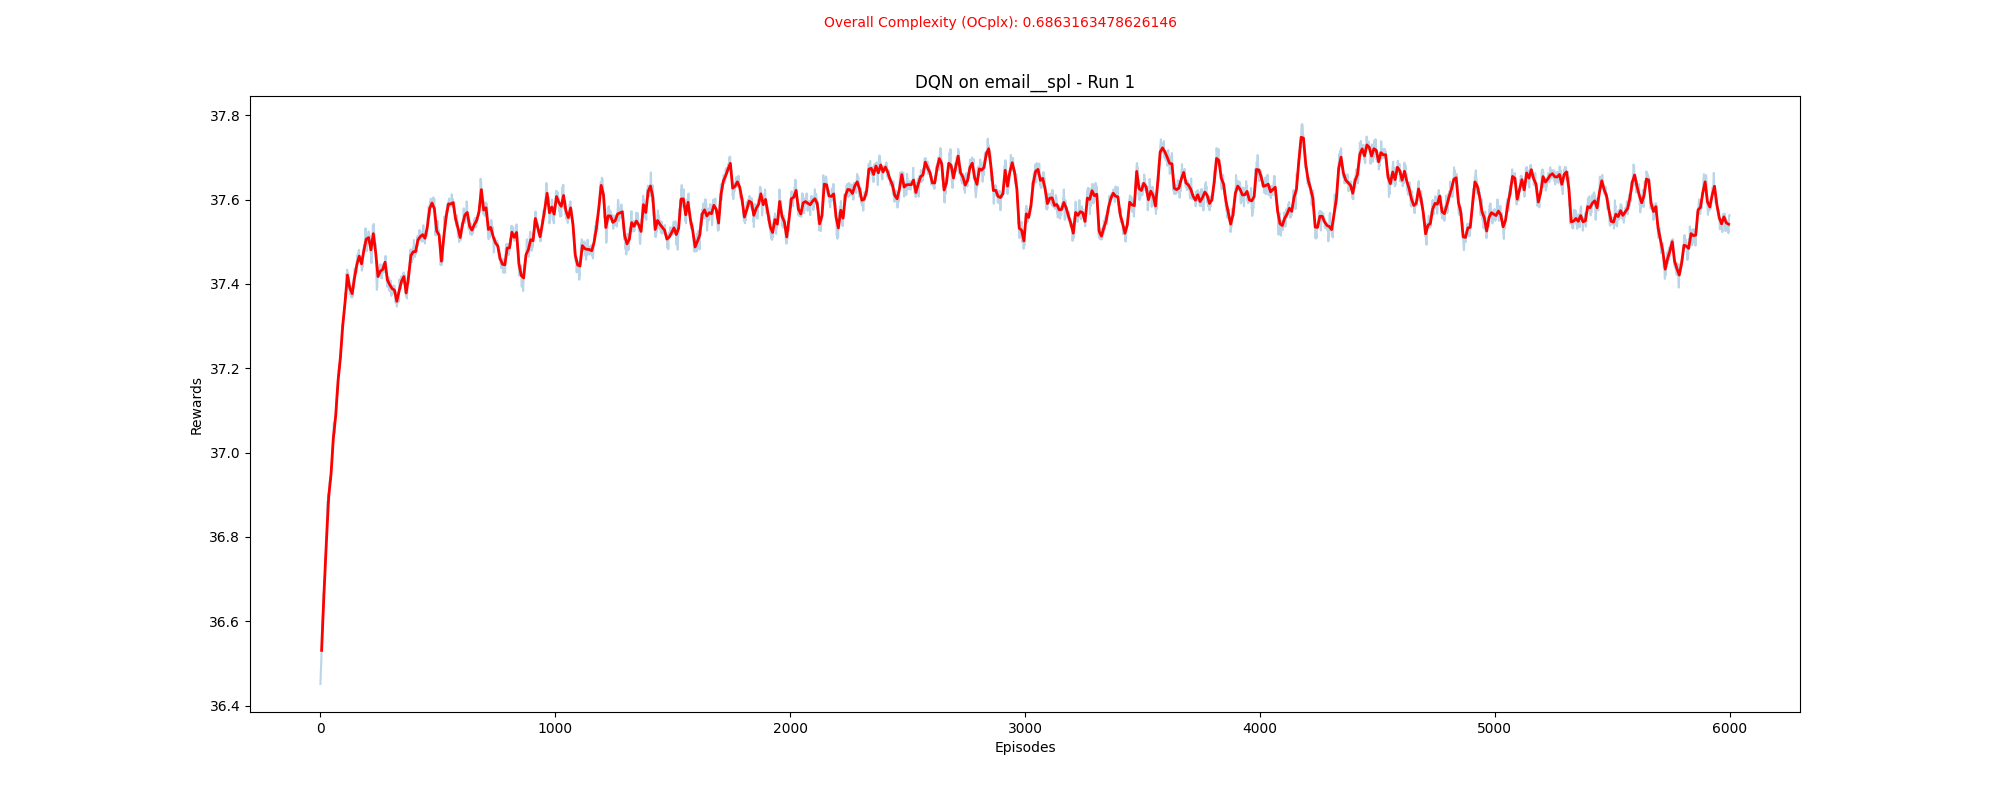 Overall Complexity (OCplx): 0.6863163478626146
DQN on email__spl - Run 1
37.8
37.6
37.4
37.2
37.0
36.8
36.6
36.4
Rewards
0 1000 2000 3000 4000 5000 6000
Episodes